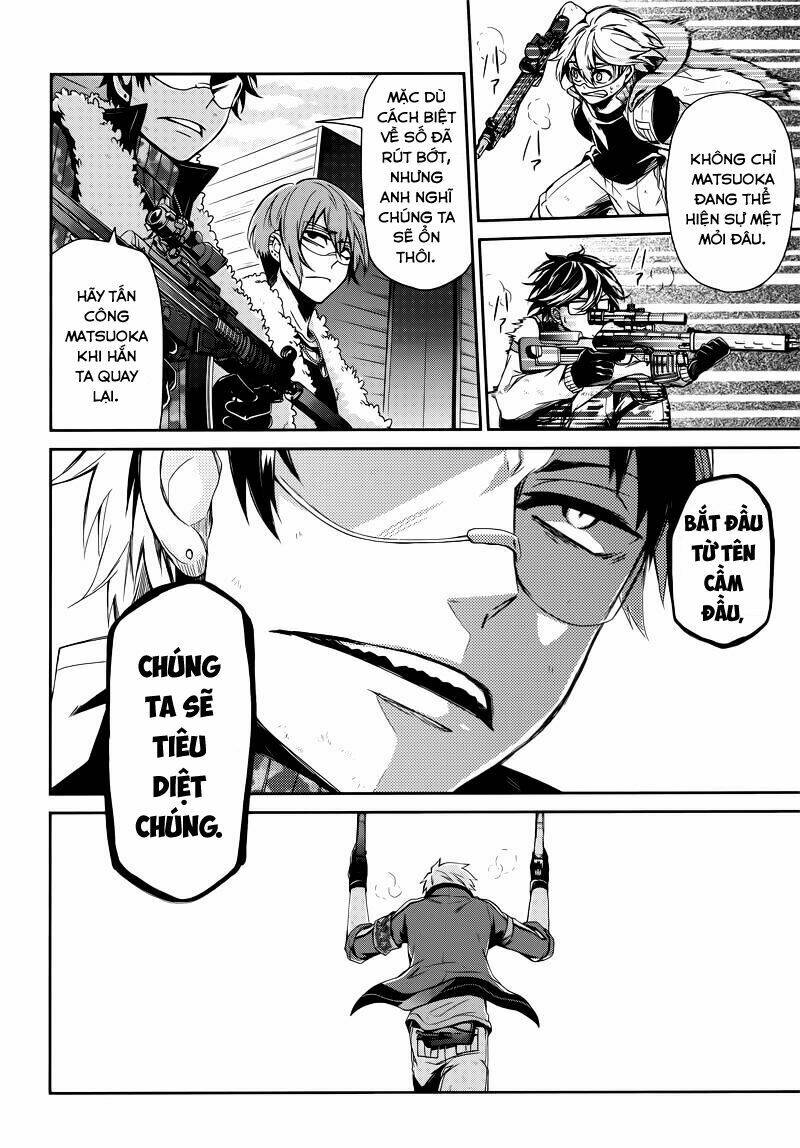 KHÔNG CHỈ
MATSUOKA
ĐANG THỂ
HIỆN SỰ MỆT
MỎI ĐÂU.
MẶC DÙ
CÁCH BIỆT
VỀ SỐ ĐÃ
RÚT BỚT,
NHƯNG
ANH NGHĨ
CHÚNG TA
SẼ ỔN
THÔI.
HÃY TẤN
CÔNG
MATSUOKA
KHI HẮN
TA QUAY
LẠI.
BẮT ĐẦU
TỪ TÊN
CẦM
ĐẦU,
CHÚNG
TA SẼ
TIÊU
DIỆT
CHÚNG.